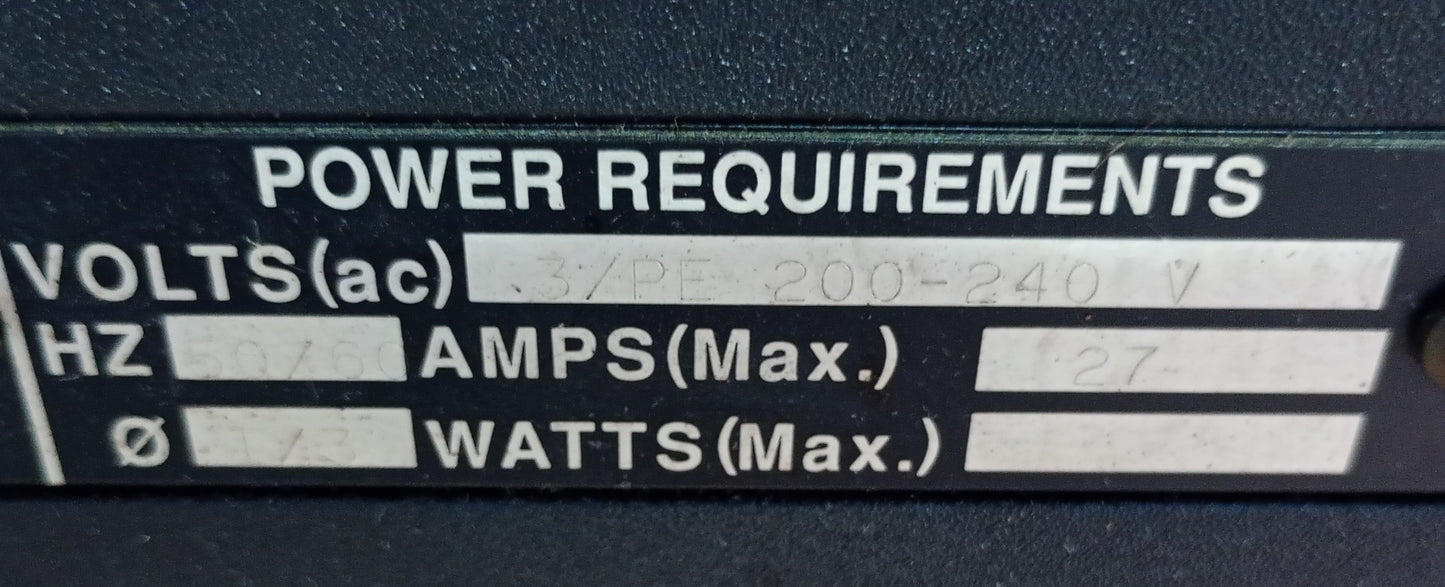 POWER REQUIREMENTS
VOLTS(ac) 3/PE 200-240 V
HZ 50/60 AMPS(Max.) 27
Ø 1/3 WATTS(Max.)